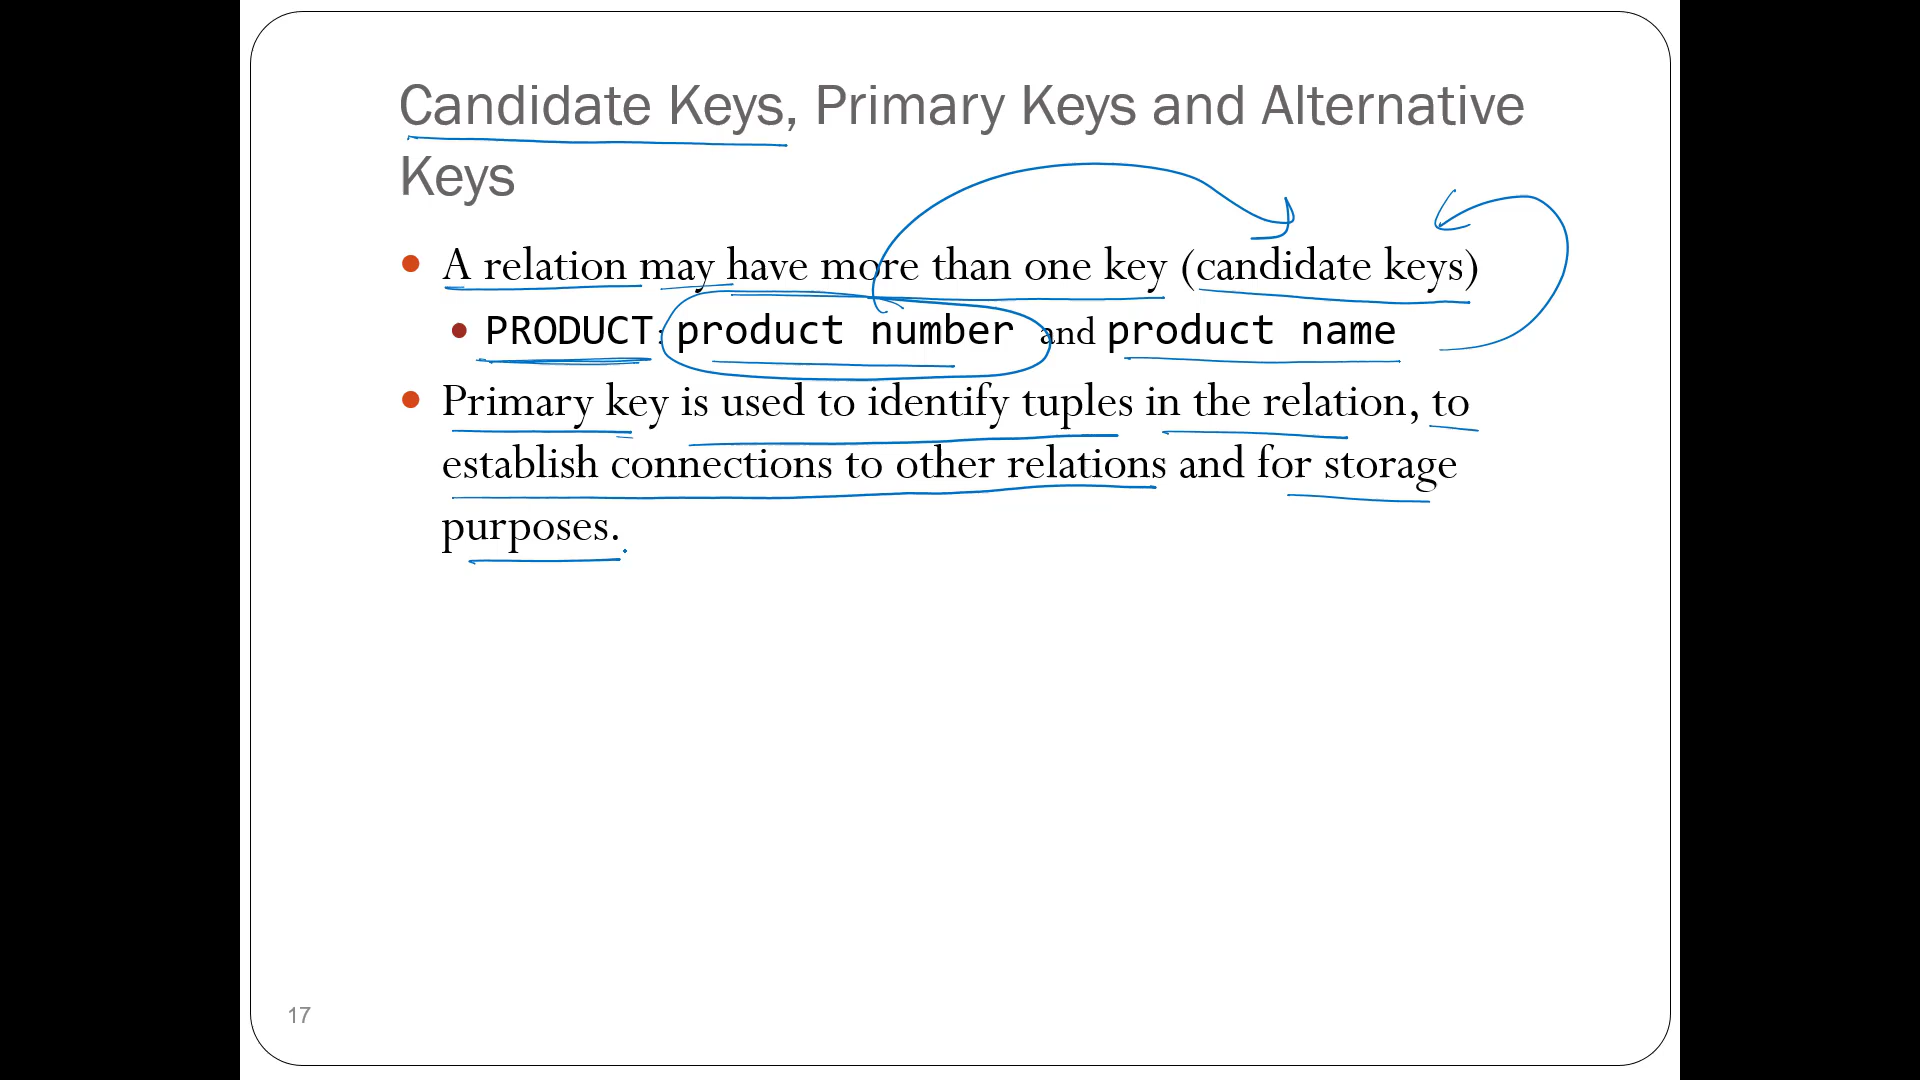 Candidate Keys, Primary Keys and Alternative
Keys
• A relation may have more than one key (candidate keys)
• PRODUCT: product number and product name
• Primary key is used to identify tuples in the relation, to
establish connections to other relations and for storage
purposes.
17